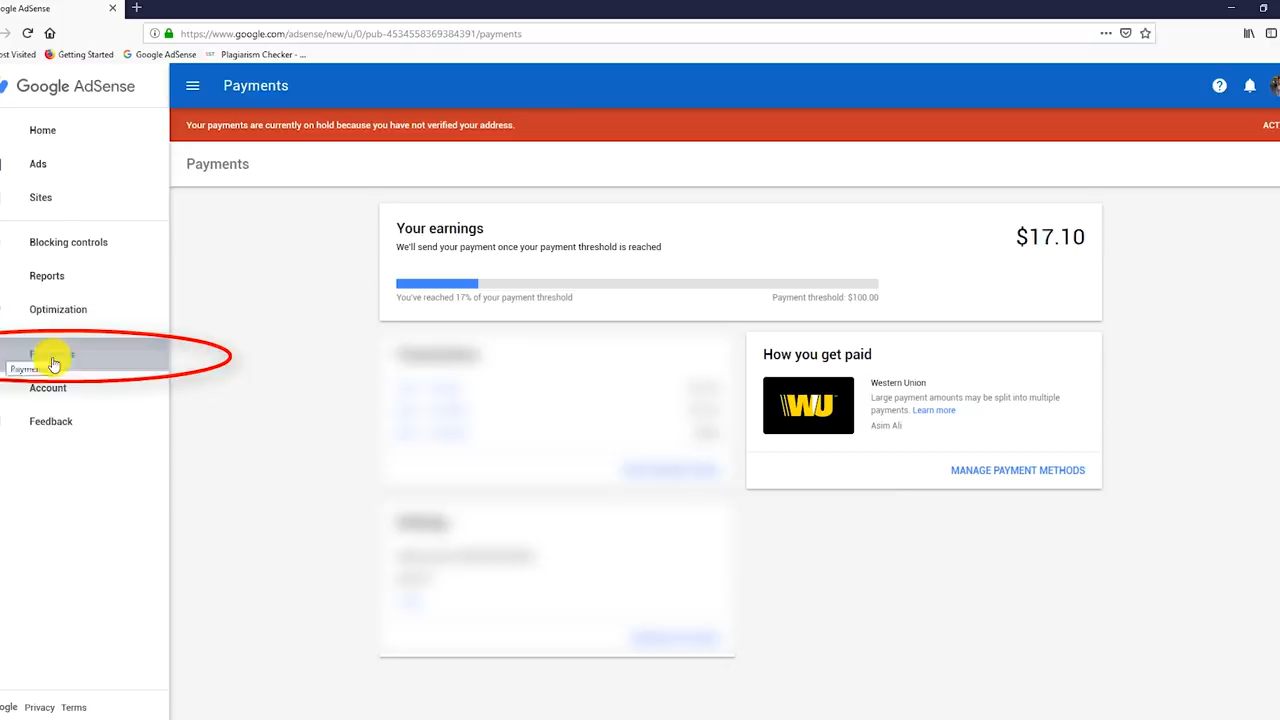 ogle AdSense
https://www.google.com/adsense/new/u/0/pub-4534558369384391/payments
ost Visited
Getting Started
Google AdSense
Plagiarism Checker - ...
Google AdSense
Payments
Your payments are currently on hold because you have not verified your address.
ACT
Home
Ads
Sites
Blocking controls
Reports
Optimization
Account
Feedback
Payments
Your earnings
$17.10
We'll send your payment once your payment threshold is reached
You've reached 17% of your payment threshold
Payment threshold: $100.00
How you get paid
WU
Western Union
Large payment amounts may be split into multiple
payments. Learn more
Asim Ali
MANAGE PAYMENT METHODS
ogle Privacy Terms